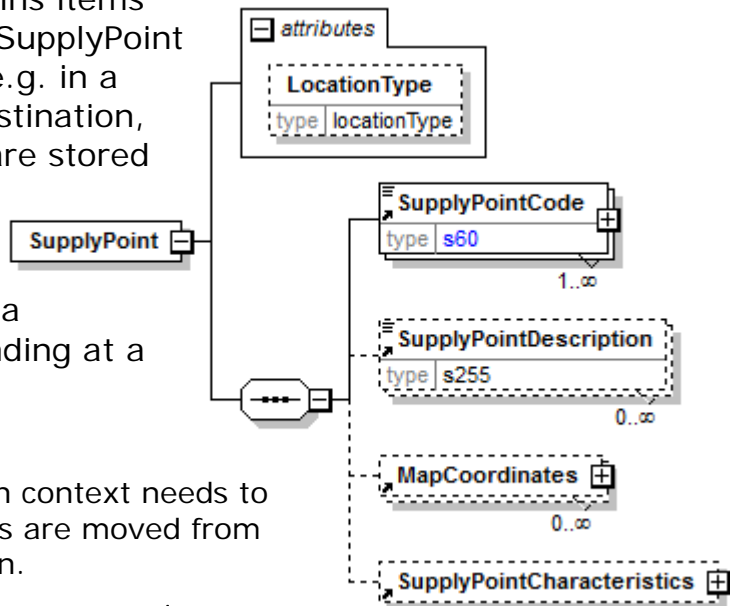 ins items
SupplyPoint
e.g. in a
stination,
are stored
a
nding at a
n context needs to
s are moved from
n.
attributes
LocationType
type locationType
SupplyPoint
SupplyPointCode
type s60
1..∞
SupplyPointDescription
type s255
0..∞
MapCoordinates
0..∞
SupplyPointCharacteristics